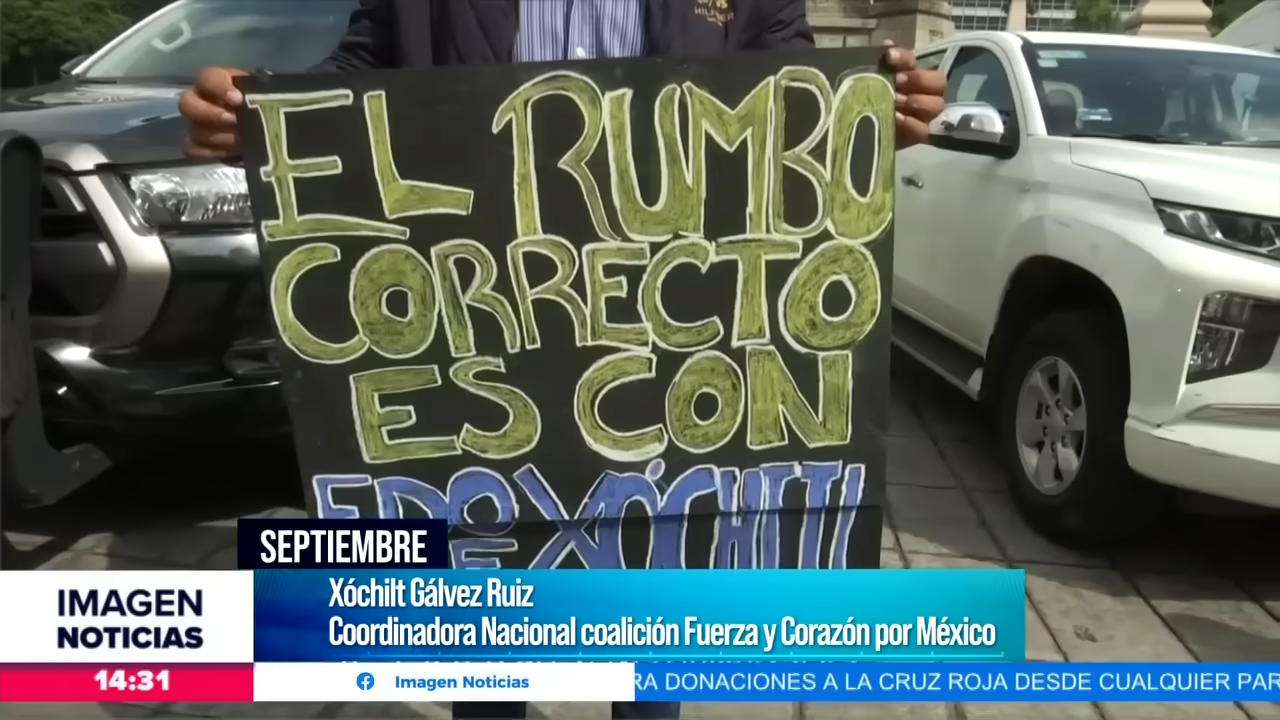 HILFIGER
EL RUMBO
CORRECTO
ES CON
XÓCHITL
SEPTIEMBRE
Xóchilt Gálvez Ruiz
Coordinadora Nacional coalición Fuerza y Corazón por México
IMAGEN
NOTICIAS
14:31
Imagen Noticias
RA DONACIONES A LA CRUZ ROJA DESDE CUALQUIER PAR